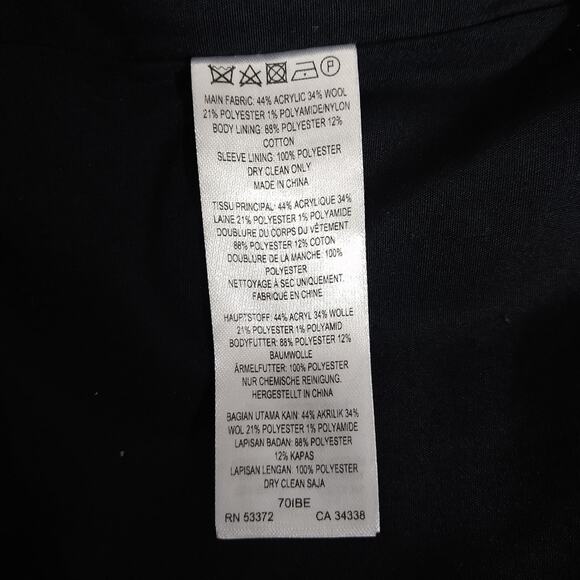 P
MAIN FABRIC: 44% ACRYLIC 34% WOOL
21% POLYESTER 1% POLYAMIDE/NYLON
BODY LINING: 88% POLYESTER 12%
COTTON
SLEEVE LINING: 100% POLYESTER
DRY CLEAN ONLY
MADE IN CHINA
TISSU PRINCIPAL: 44% ACRYLIQUE 34%
LAINE 21% POLYESTER 1% POLYAMIDE
DOUBLURE DU CORPS DU VÊTEMENT:
88% POLYESTER 12% COTON
DOUBLURE DE LA MANCHE: 100%
POLYESTER
NETTOYAGE À SEC UNIQUEMENT.
FABRIQUE EN CHINE
HAUPTSTOFF: 44% ACRYL 34% WOLLE
21% POLYESTER 1% POLYAMID
BODYFUTTER: 88% POLYESTER 12%
BAUMWOLLE
ÄRMELFUTTER: 100% POLYESTER
NUR CHEMISCHE REINIGUNG.
HERGESTELLT IN CHINA
BAGIAN UTAMA KAIN: 44% AKRILIK 34%
WOL 21% POLYESTER 1% POLYAMIDE
LAPISAN BADAN: 88% POLYESTER
12% KAPAS
LAPISAN LENGAN: 100% POLYESTER
DRY CLEAN SAJA
70IBE
RN 53372 CA 34338